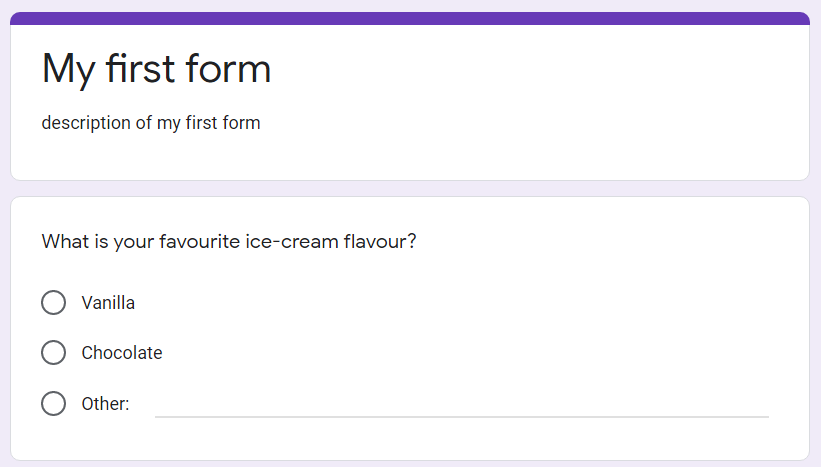 My first form
description of my first form
What is your favourite ice-cream flavour?
Vanilla
Chocolate
Other: